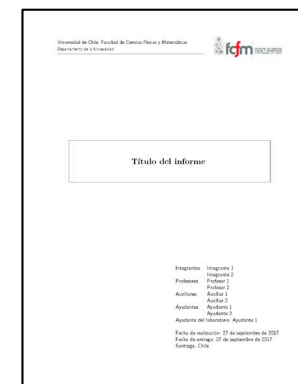 Universidad de Chile, Facultad de Ciencias Físicas y Matemáticas
Departamento de la Universidad
fcfm
Título del informe
Integrantes: Integrante 1
Integrante 2
Profesores: Profesor 1
Profesor 2
Auxiliares: Auxiliar 1
Auxiliar 2
Ayudantes: Ayudante 1
Ayudante 2
Ayudante del laboratorio: Ayudante 1
Fecha de realización: 27 de septiembre de 2017
Fecha de entrega: 27 de septiembre de 2017
Santiago, Chile